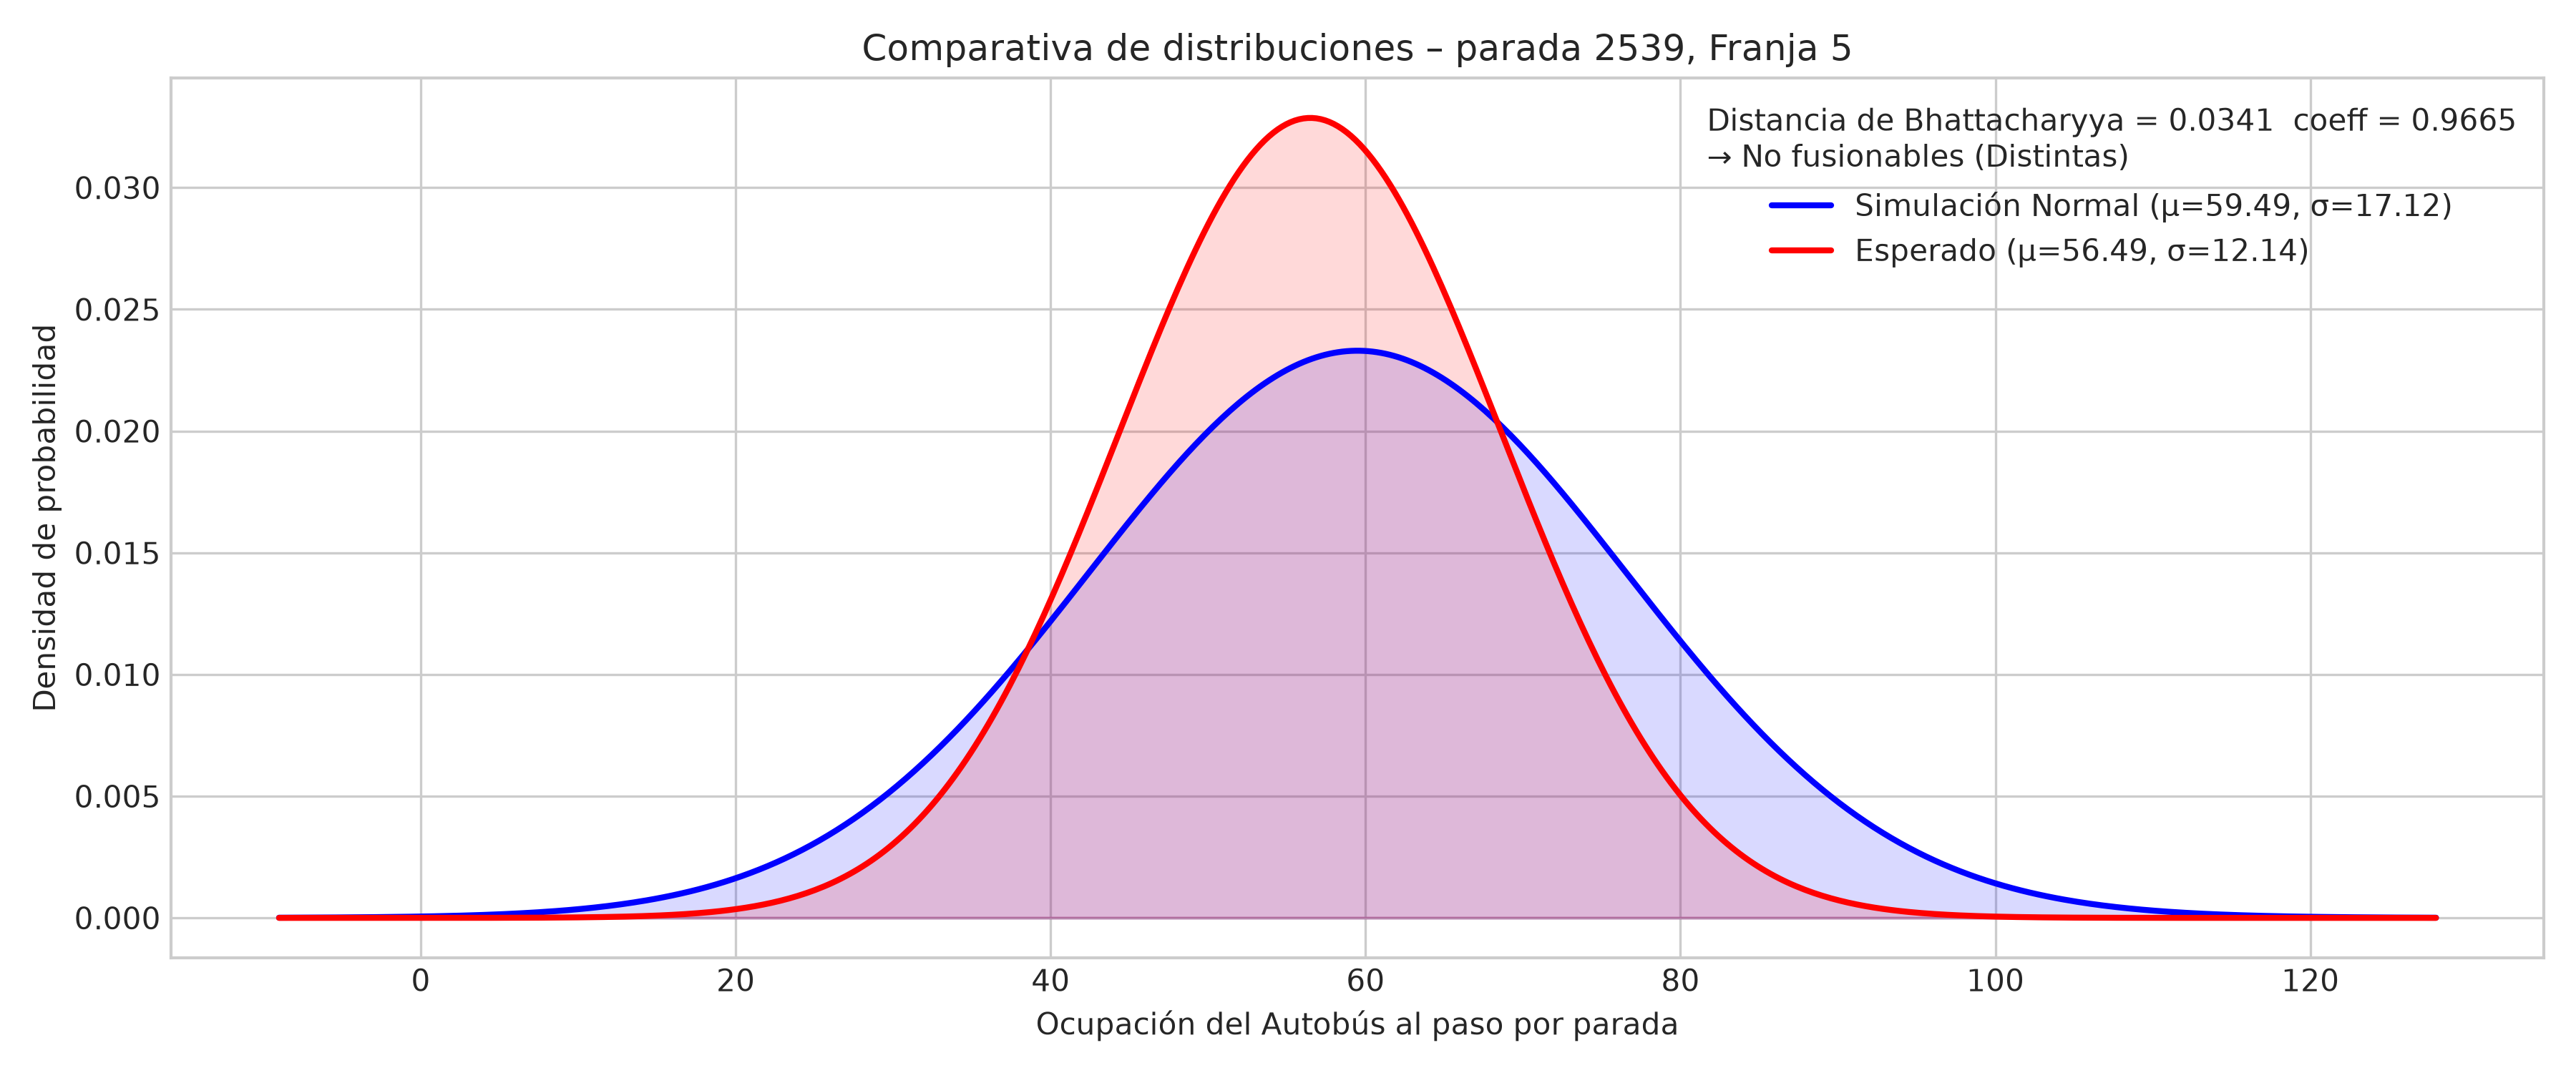 Comparativa de distribuciones – parada 2539, Franja 5
Distancia de Bhattacharyya = 0.0341  coeff = 0.9665
→ No fusionables (Distintas)
Simulación Normal (μ=59.49, σ=17.12)
Esperado (μ=56.49, σ=12.14)
Densidad de probabilidad
0.030
0.025
0.020
0.015
0.010
0.005
0.000
0 20 40 60 80 100 120
Ocupación del Autobús al paso por parada